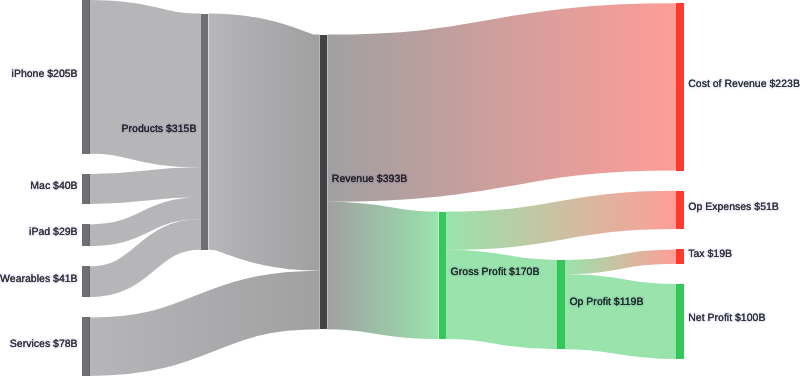 iPhone $205B
Mac $40B
iPad $29B
Wearables $41B
Services $78B
Products $315B
Revenue $393B
Gross Profit $170B
Op Profit $119B
Cost of Revenue $223B
Op Expenses $51B
Tax $19B
Net Profit $100B